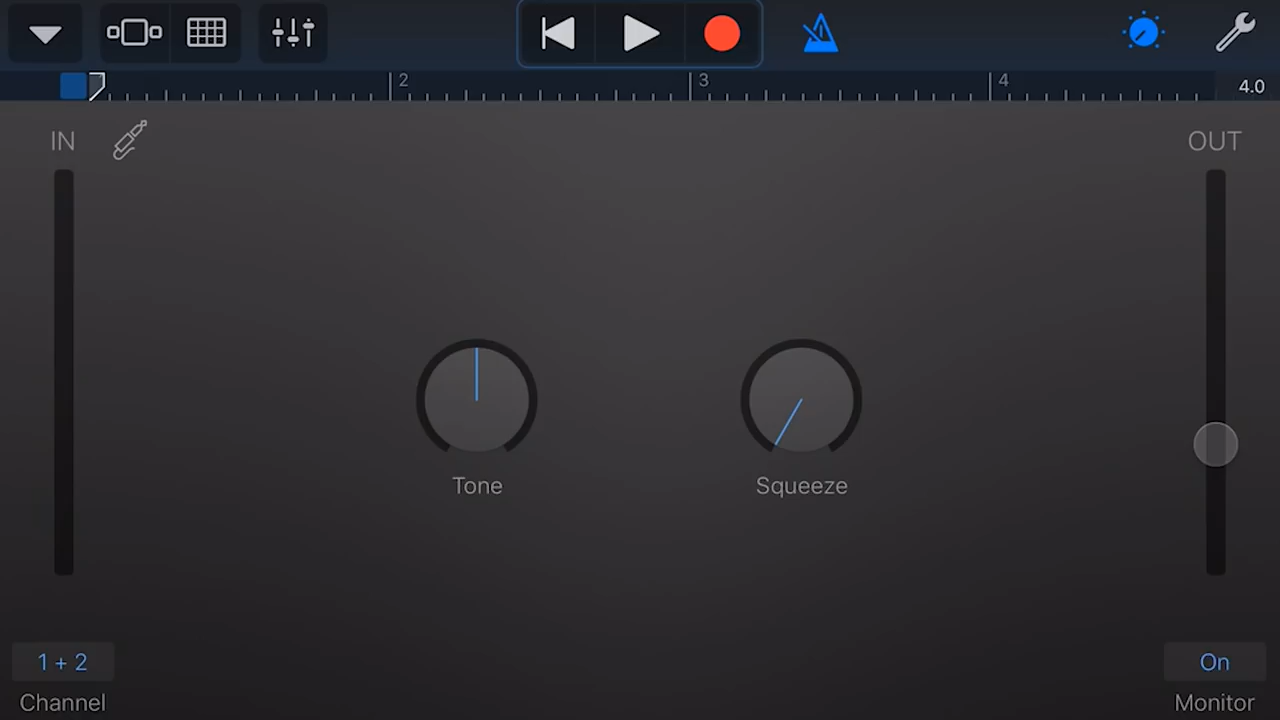 2
3
4
4.0
IN
OUT
Tone
Squeeze
1 + 2
On
Channel
Monitor